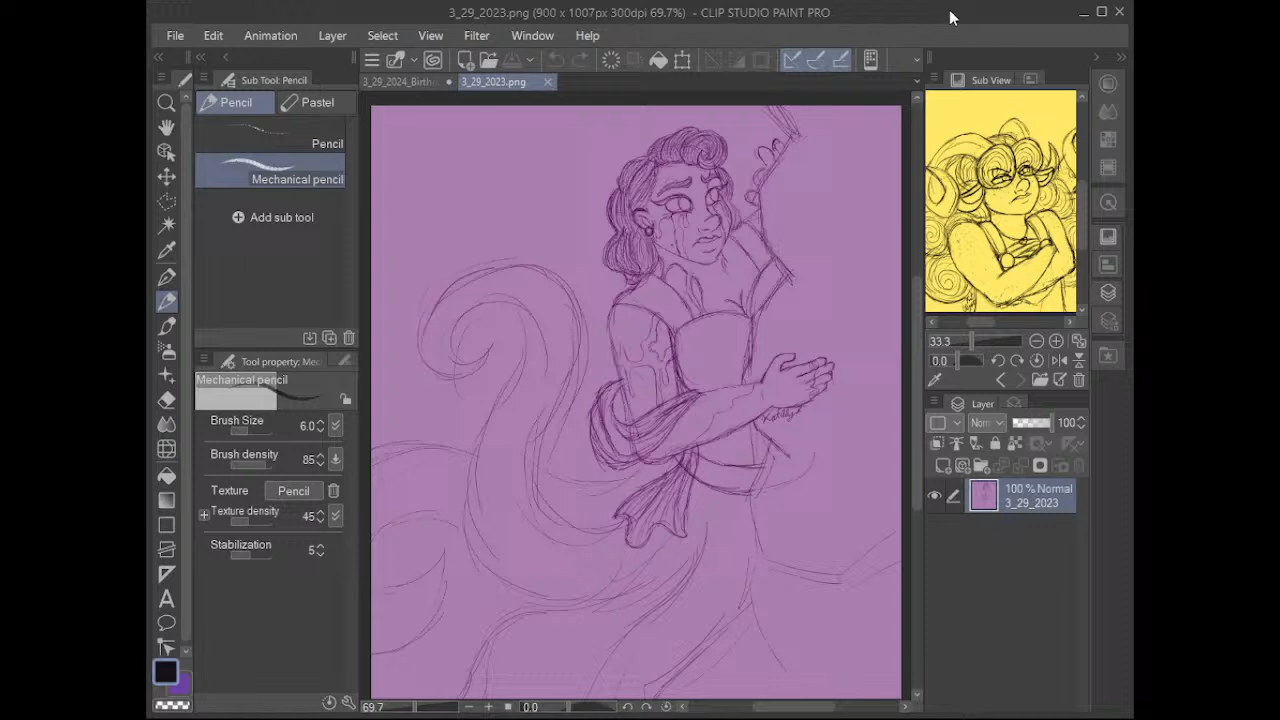 3_29_2023.png (900 x 1007px 300dpi 69.7%) - CLIP STUDIO PAINT PRO
File Edit Animation Layer Select View Filter Window Help
Sub Tool: Pencil
3_29_2024_Birth
3_29_2023.png
Sub View
Pencil
Pastel
Pencil
Mechanical pencil
Add sub tool
Tool property: Mec
Mechanical pencil
Brush Size 6.0
Brush density 85
Texture Pencil
Texture density 45
Stabilization 5
33.3
0.0
Layer
Norm 100
100 % Normal
3_29_2023
A
69.7 0.0